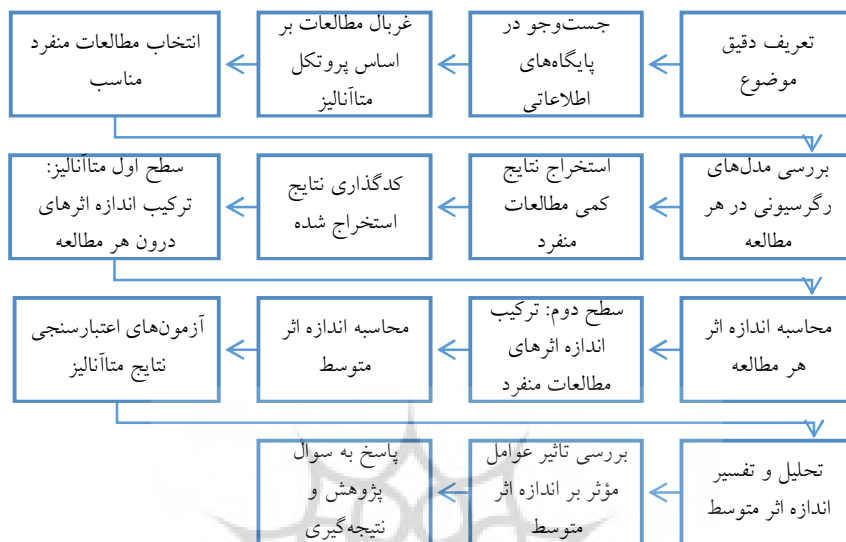 تعریف دقیق
موضوع
جست‌وجو در
پایگاه‌های
اطلاعاتی
غربال مطالعات بر
اساس پروتکل
متاآنالیز
انتخاب مطالعات منفرد
مناسب
بررسی مدل‌های
رگرسیونی در هر
مطالعه
استخراج نتایج
کمی مطالعات
منفرد
کدگذاری نتایج
استخراج شده
سطح اول متاآنالیز:
ترکیب اندازه اثرهای
درون هر مطالعه
محاسبه اندازه اثر
هر مطالعه
سطح دوم: ترکیب
اندازه اثرهای
مطالعات منفرد
محاسبه اندازه اثر
متوسط
آزمون‌های اعتبارسنجی
نتایج متاآنالیز
تحلیل و تفسیر
اندازه اثر متوسط
بررسی تاثیر عوامل
مؤثر بر اندازه اثر
متوسط
پاسخ به سوال
پژوهش و
نتیجه‌گیری